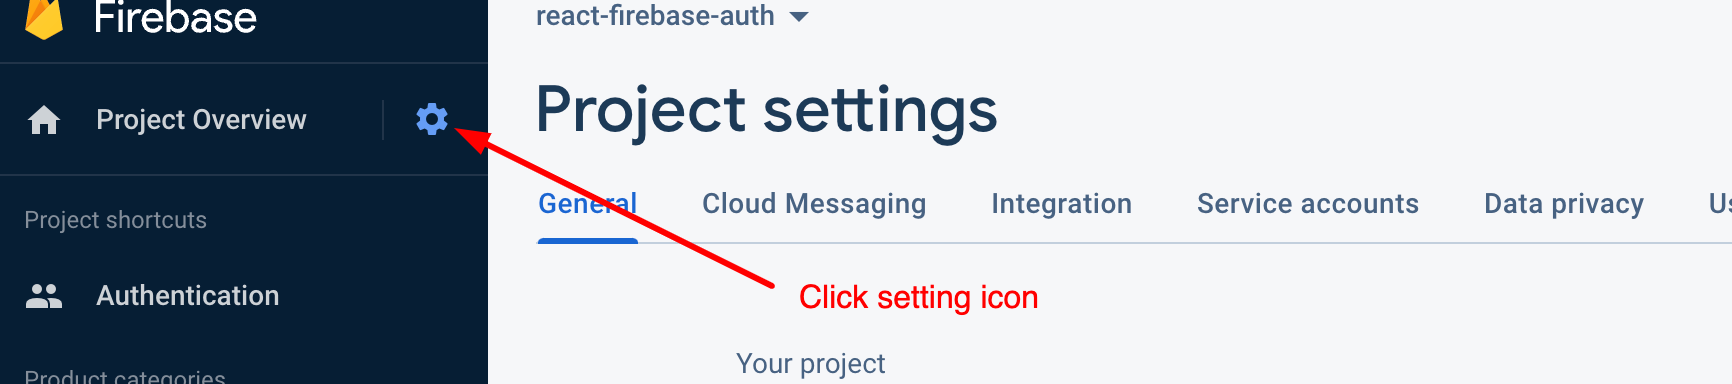 Firebase
Project Overview
Project shortcuts
Authentication
Product categories
react-firebase-auth
Project settings
General Cloud Messaging Integration Service accounts Data privacy
Click setting icon
Your project